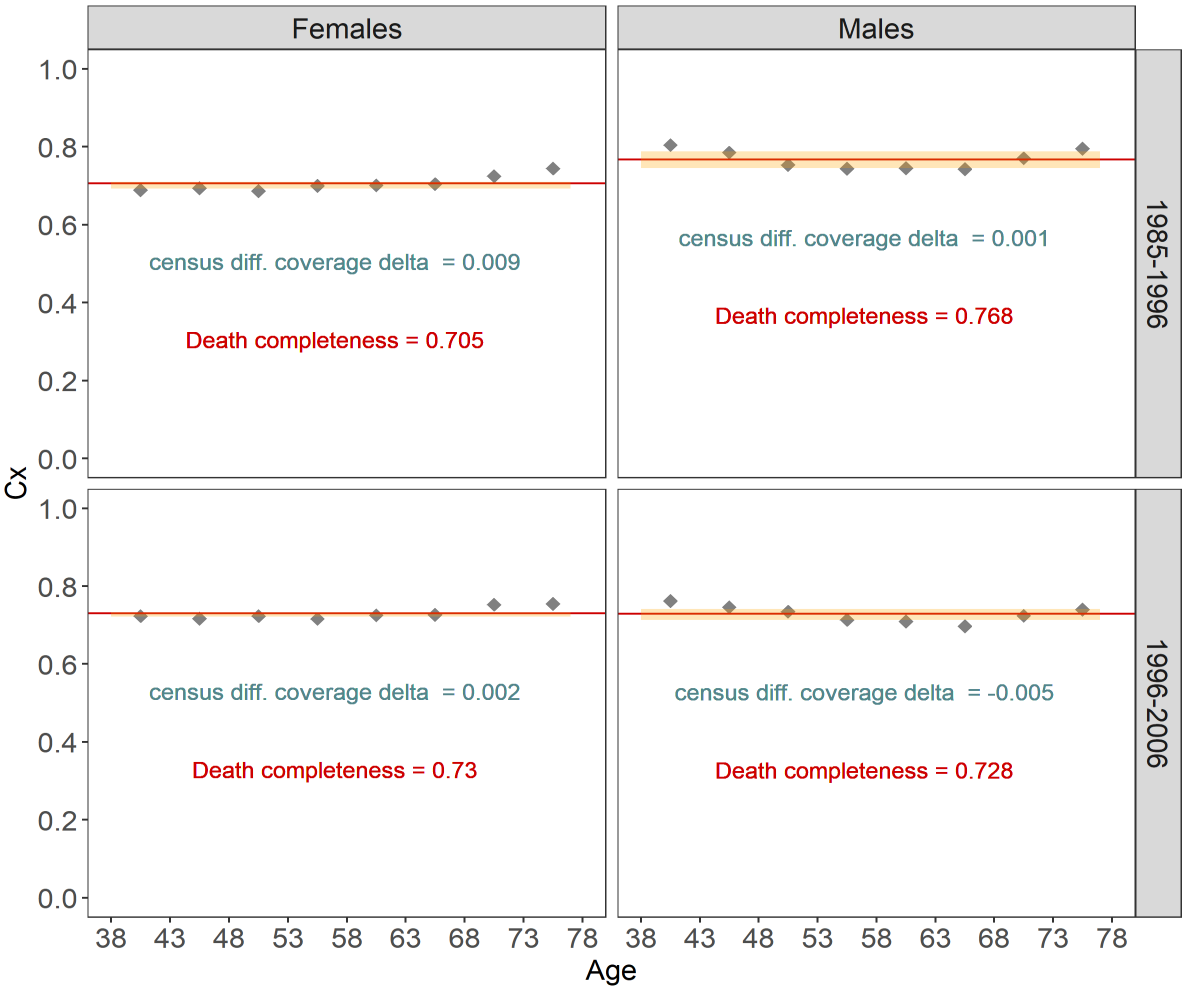 Females
Males
1.0
0.8
0.6
0.4
0.2
0.0
census diff. coverage delta  = 0.009
Death completeness = 0.705
census diff. coverage delta  = 0.001
Death completeness = 0.768
1985-1996
Cx
1.0
0.8
0.6
0.4
0.2
0.0
census diff. coverage delta  = 0.002
Death completeness = 0.73
census diff. coverage delta  = -0.005
Death completeness = 0.728
1996-2006
38 43 48 53 58 63 68 73 78
38 43 48 53 58 63 68 73 78
Age